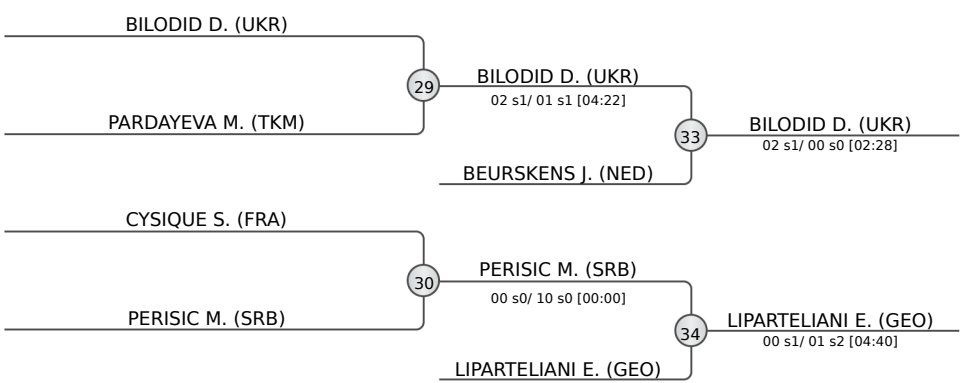 BILODID D. (UKR)
29
BILODID D. (UKR)
02 s1/ 01 s1 [04:22]
PARDAYEVA M. (TKM)
33
BILODID D. (UKR)
02 s1/ 00 s0 [02:28]
BEURSKENS J. (NED)
CYSIQUE S. (FRA)
30
PERISIC M. (SRB)
00 s0/ 10 s0 [00:00]
PERISIC M. (SRB)
34
LIPARTELIANI E. (GEO)
00 s1/ 01 s2 [04:40]
LIPARTELIANI E. (GEO)